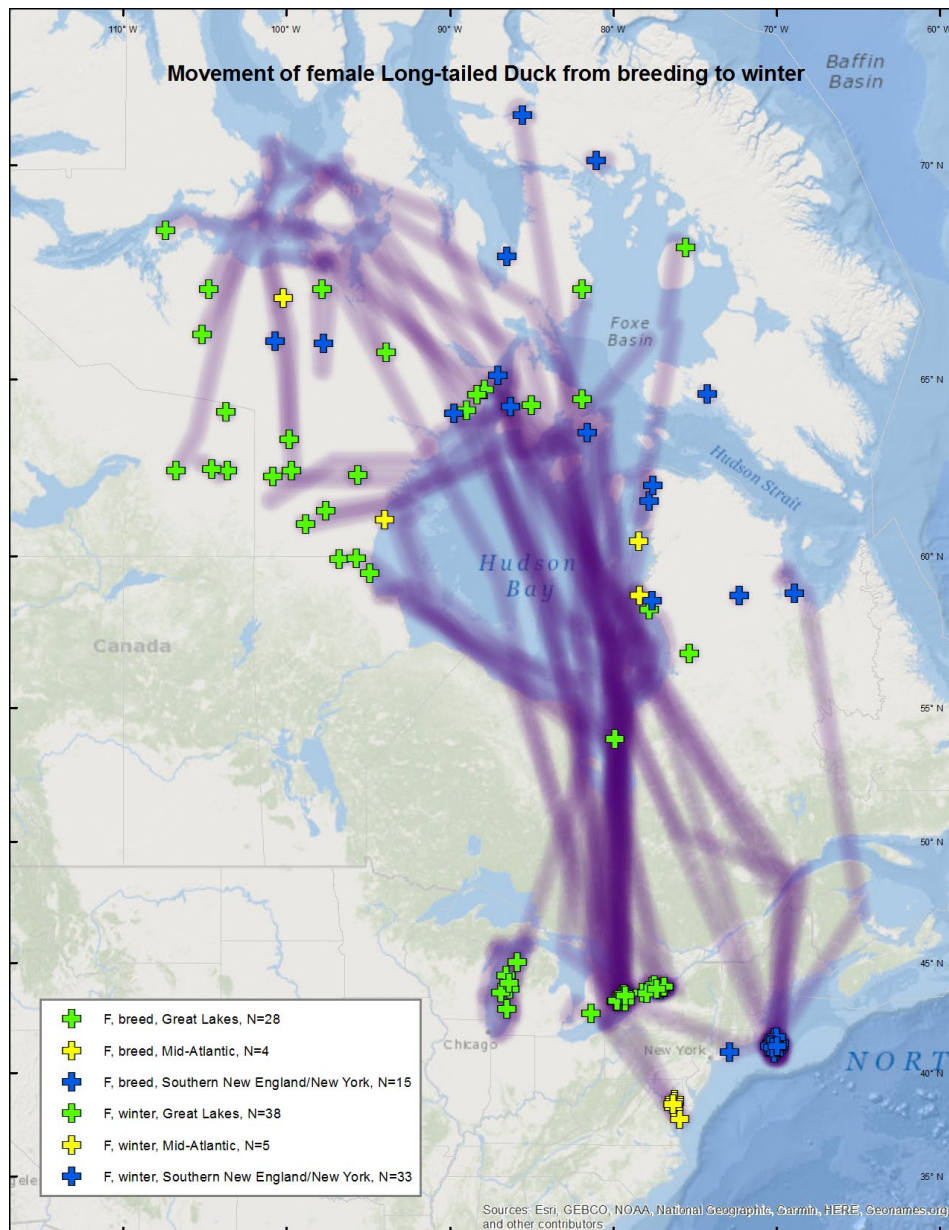 110° W 100° W 90° W 80° W 70° W
Movement of female Long-tailed Duck from breeding to winter
Baffin
Basin
70° N
Foxe
Basin
65° N
Hudson Strait
60° N
Hudson
Bay
Canada
55° N
50° N
45° N
Chicago
New York
NORT
40° N
35° N
F, breed, Great Lakes, N=28
F, breed, Mid-Atlantic, N=4
F, breed, Southern New England/New York, N=15
F, winter, Great Lakes, N=38
F, winter, Mid-Atlantic, N=5
F, winter, Southern New England/New York, N=33
Sources: Esri, GEBCO, NOAA, National Geographic, Garmin, HERE, Geonames.org
and other contributors